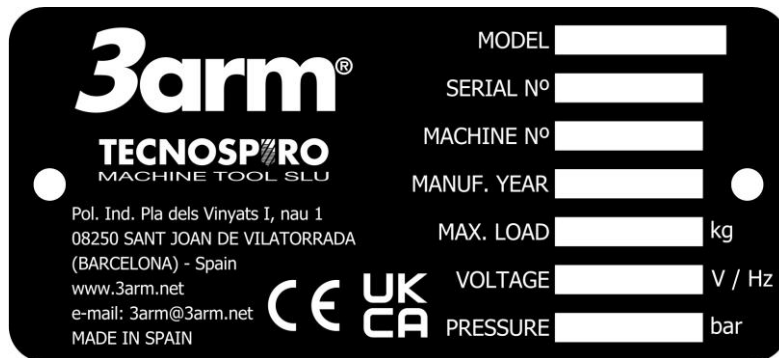 3arm®
TECNOSPIRO
MACHINE TOOL SLU
Pol. Ind. Pla dels Vinyats I, nau 1
08250 SANT JOAN DE VILATORRADA
(BARCELONA) - Spain
www.3arm.net
e-mail: 3arm@3arm.net
MADE IN SPAIN
CE
UK
CA
MODEL
SERIAL Nº
MACHINE Nº
MANUF. YEAR
MAX. LOAD kg
VOLTAGE V / Hz
PRESSURE bar